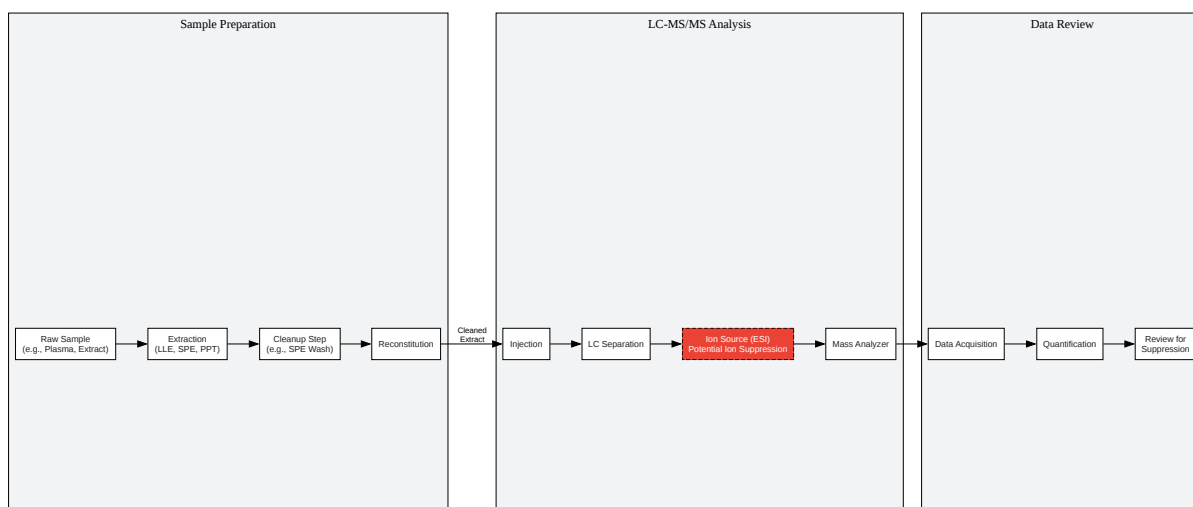 Sample Preparation
LC-MS/MS Analysis
Data Review
Raw Sample
(e.g., Plasma, Extract)
Extraction
(LLE, SPE, PPT)
Cleanup Step
(e.g., SPE Wash)
Reconstitution
Cleaned
Extract
Injection
LC Separation
Ion Source (ESI)
Potential Ion Suppression
Mass Analyzer
Data Acquisition
Quantification
Review for
Suppression